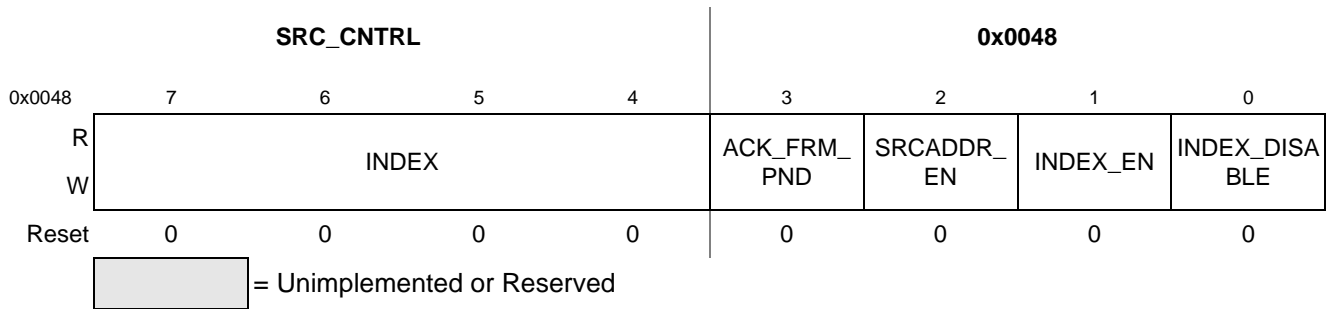 SRC_CNTRL 0x0048
0x0048 7 6 5 4 3 2 1 0
R
W
INDEX
ACK_FRM_
PND
SRCADDR_
EN
INDEX_EN
INDEX_DISA
BLE
Reset 0 0 0 0 0 0 0 0
= Unimplemented or Reserved